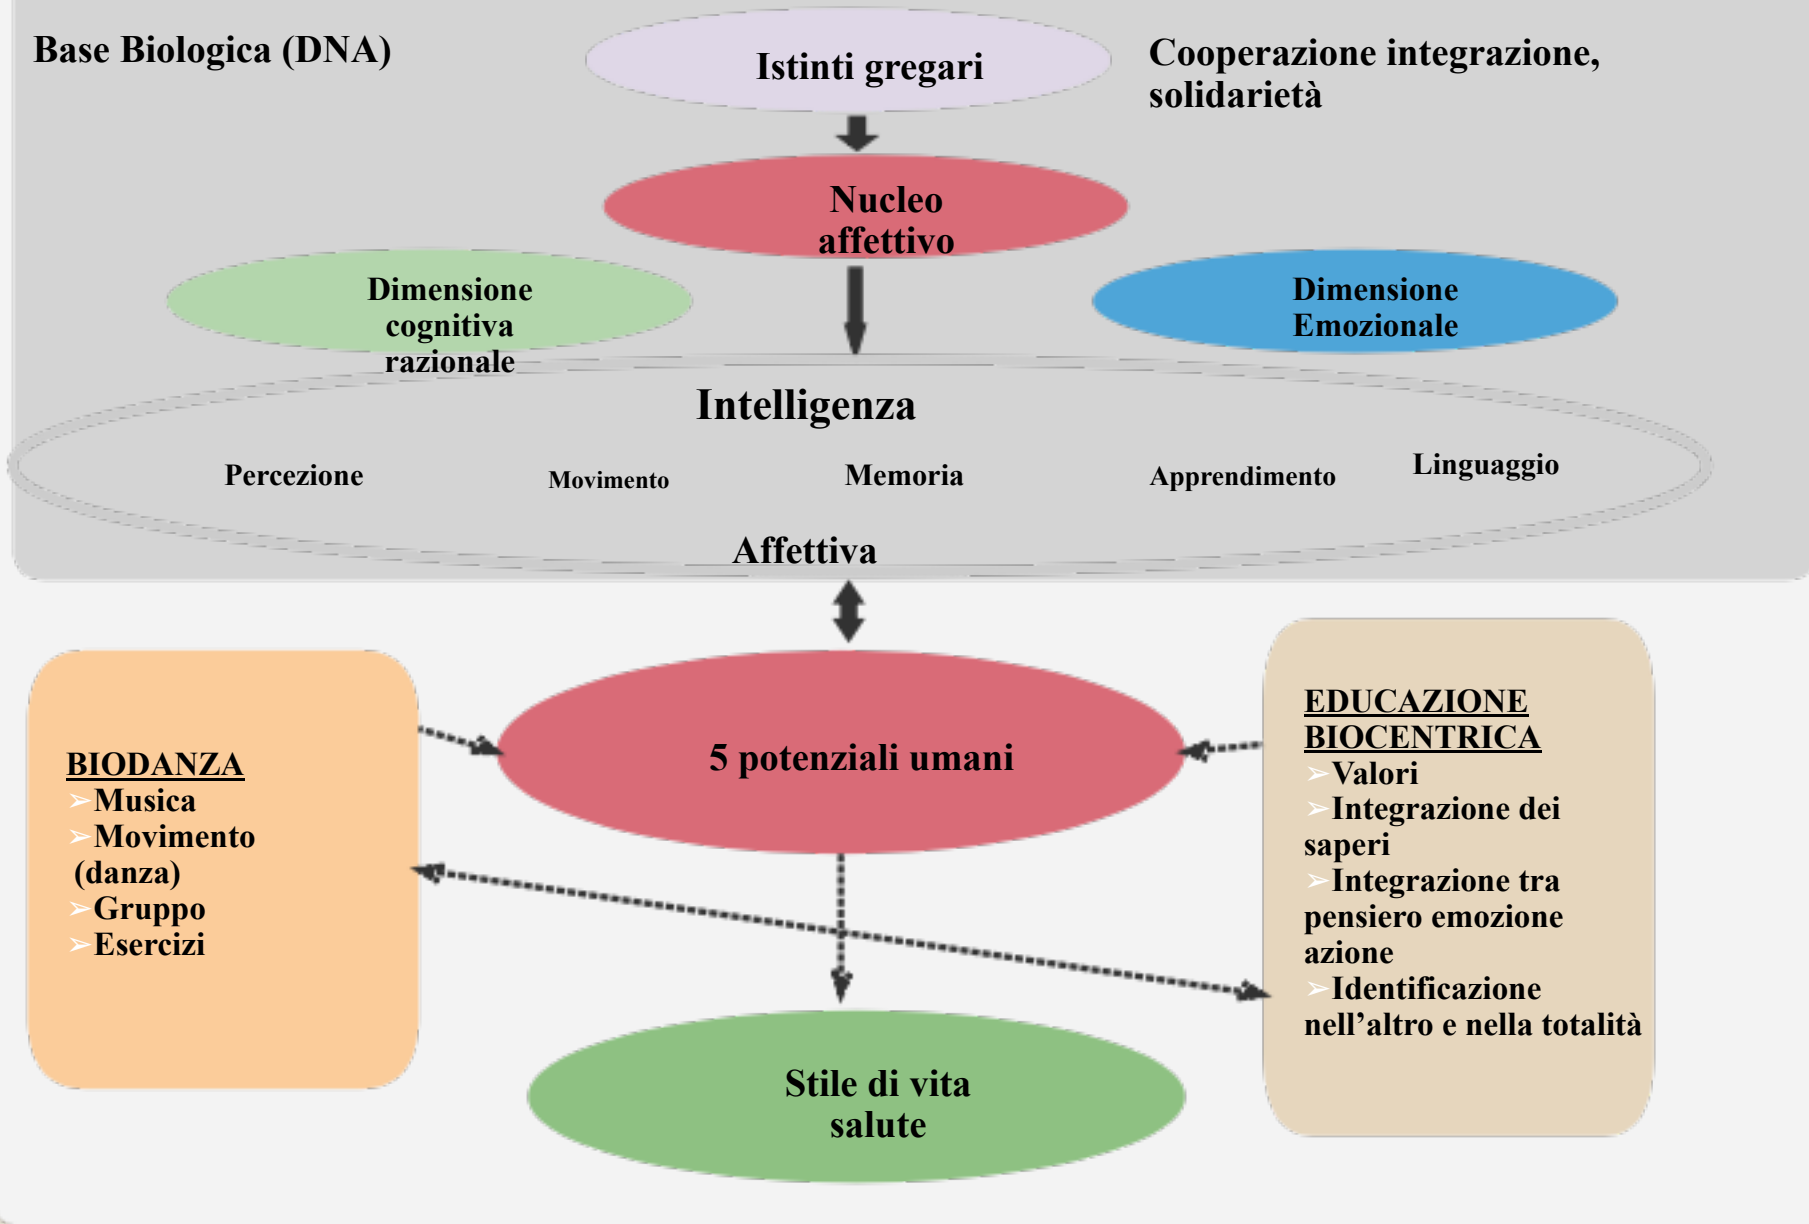 Base Biologica (DNA)
Istinti gregari
Cooperazione integrazione,
solidarietà
Nucleo
affettivo
Dimensione
cognitiva
razionale
Dimensione
Emozionale
Intelligenza
Percezione
Movimento
Memoria
Apprendimento
Linguaggio
Affettiva
BIODANZA
➢Musica
➢Movimento
(danza)
➢Gruppo
➢Esercizi
5 potenziali umani
EDUCAZIONE
BIOCENTRICA
➢Valori
➢Integrazione dei
saperi
➢Integrazione tra
pensiero emozione
azione
➢Identificazione
nell’altro e nella totalità
Stile di vita
salute